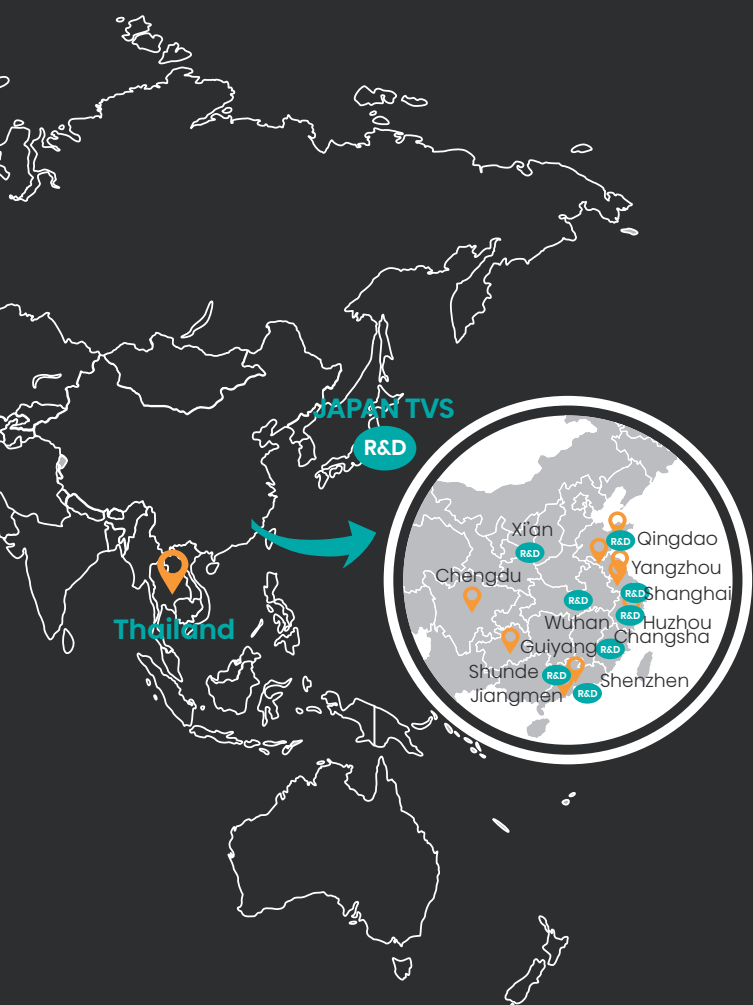 JAPAN TVS
R&D
Thailand
Xi'an
R&D
R&D
Qingdao
Yangzhou
Chengdu
R&D
R&D
Shanghai
Wuhan
R&D
Huzhou
Changsha
Guiyang
R&D
Shunde
R&D
Shenzhen
Jiangmen
R&D